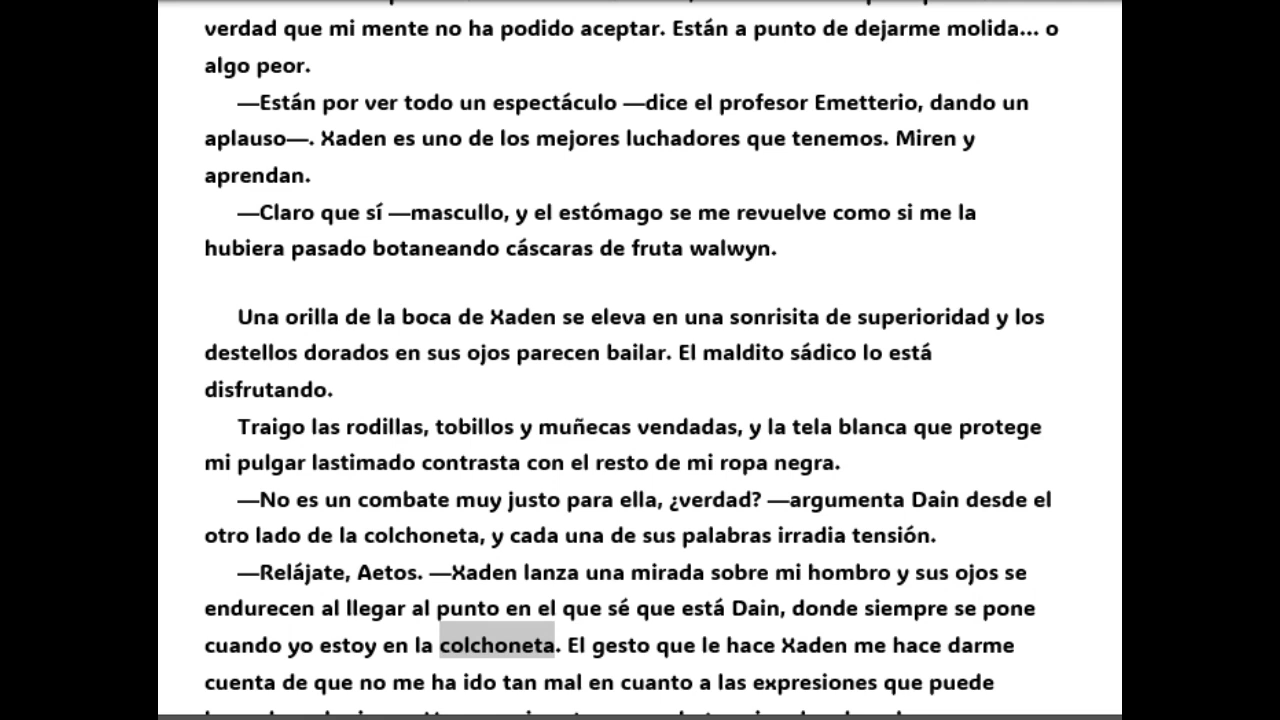 verdad que mi mente no ha podido aceptar. Están a punto de dejarme molida... o
algo peor.
—Están por ver todo un espectáculo —dice el profesor Emetterio, dando un
aplauso—. Xaden es uno de los mejores luchadores que tenemos. Miren y
aprendan.
—Claro que sí —mascullo, y el estómago se me revuelve como si me la
hubiera pasado botaneando cáscaras de fruta walwyn.
Una orilla de la boca de Xaden se eleva en una sonrisita de superioridad y los
destellos dorados en sus ojos parecen bailar. El maldito sádico lo está
disfrutando.
Traigo las rodillas, tobillos y muñecas vendadas, y la tela blanca que protege
mi pulgar lastimado contrasta con el resto de mi ropa negra.
—No es un combate muy justo para ella, ¿verdad? —argumenta Dain desde el
otro lado de la colchoneta, y cada una de sus palabras irradia tensión.
—Relájate, Aetos. —Xaden lanza una mirada sobre mi hombro y sus ojos se
endurecen al llegar al punto en el que sé que está Dain, donde siempre se pone
cuando yo estoy en la colchoneta. El gesto que le hace Xaden me hace darme
cuenta de que no me ha ido tan mal en cuanto a las expresiones que puede